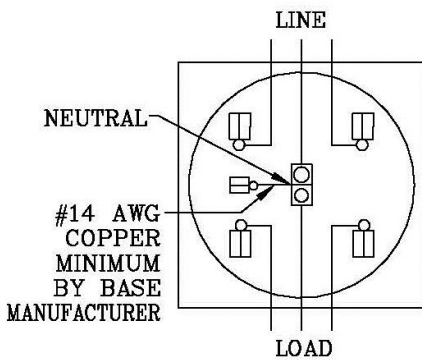 LINE
NEUTRAL
#14 AWG
COPPER
MINIMUM
BY BASE
MANUFACTURER
LOAD